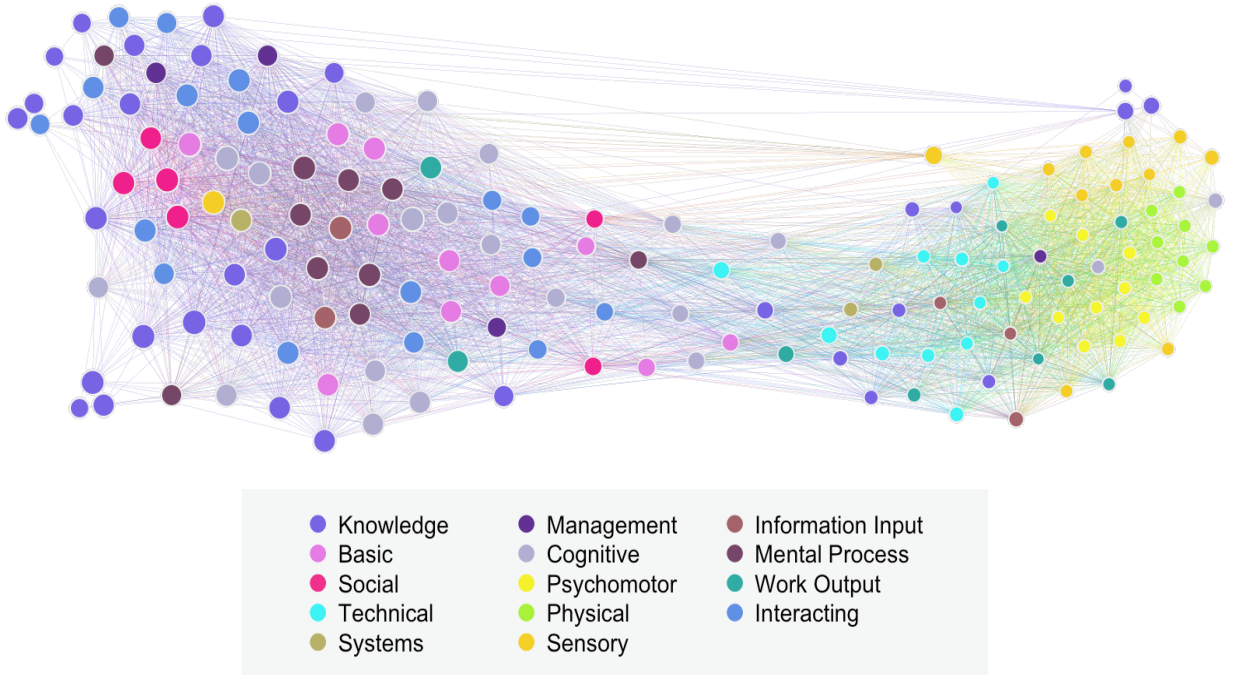 Knowledge
Basic
Social
Technical
Systems
Management
Cognitive
Psychomotor
Physical
Sensory
Information Input
Mental Process
Work Output
Interacting